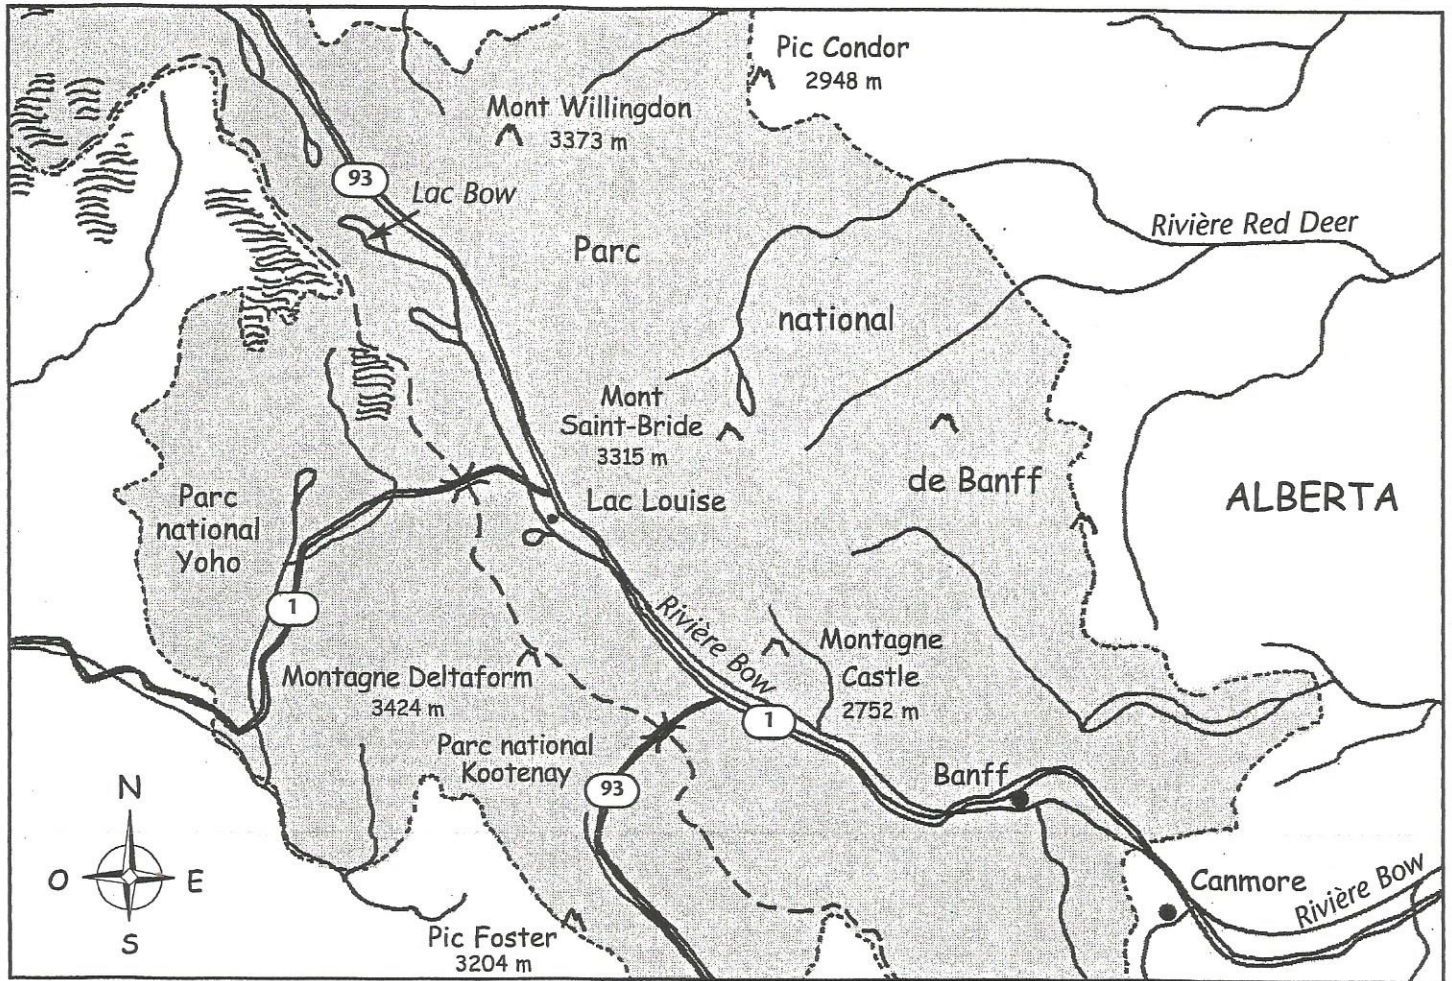 Pic Condor
2948 m
Mont Willingdon
3373 m
93
Lac Bow
Parc
Rivière Red Deer
national
Mont
Saint-Bride
3315 m
de Banff
ALBERTA
Lac Louise
Parc
national
Yoho
1
Rivière Bow
Montagne
Castle
2752 m
Montagne Deltaform
3424 m
1
Parc national
Kootenay
93
Banff
N
O
E
S
Canmore
Rivière Bow
Pic Foster
3204 m